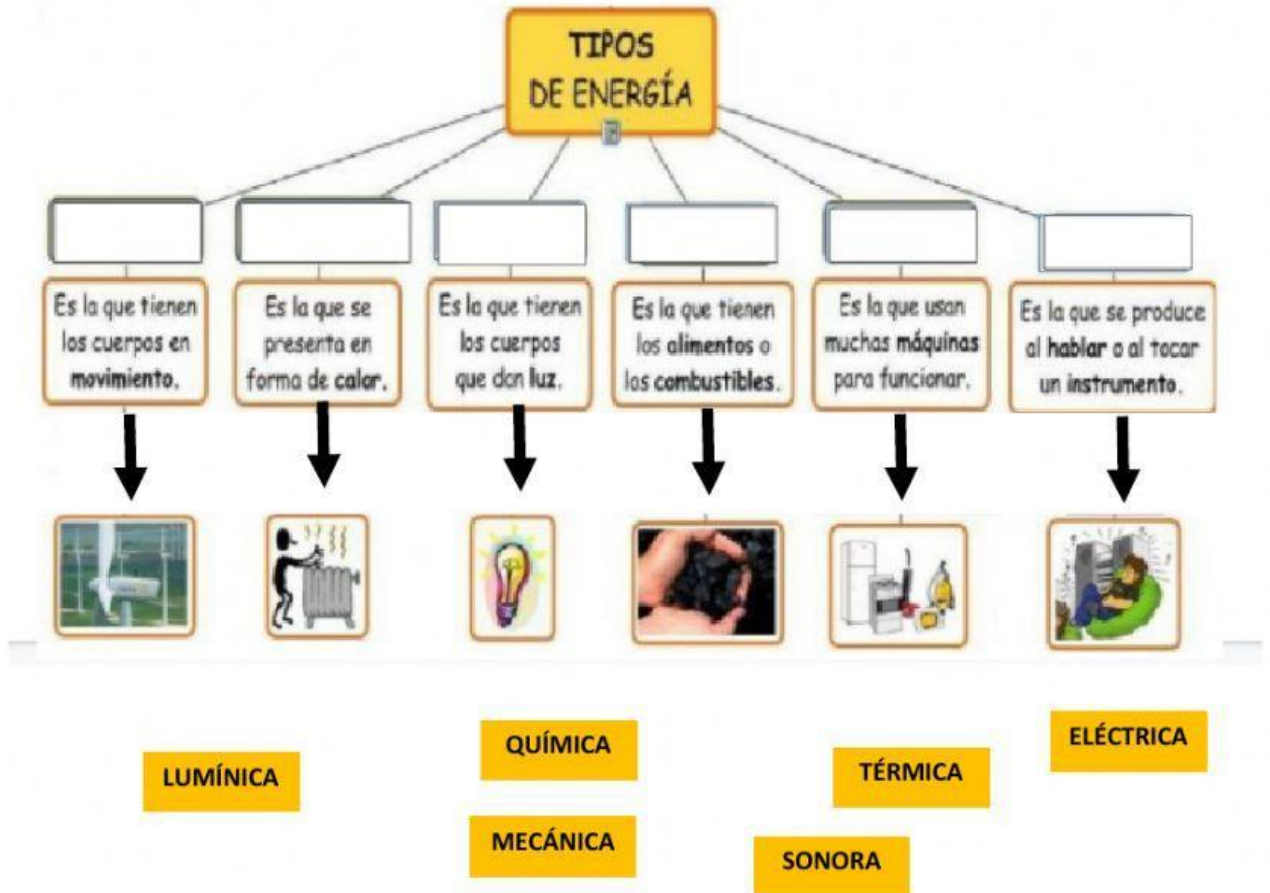 TIPOS
DE ENERGÍA
Es la que tienen
los cuerpos en
movimiento.
Es la que se
presenta en
forma de calor.
Es la que tienen
los cuerpos
que dan luz.
Es la que tienen
los alimentos o
los combustibles.
Es la que usan
muchas máquinas
para funcionar.
Es la que se produce
al hablar o al tocar
un instrumento.
LUMÍNICA
QUÍMICA
TÉRMICA
ELÉCTRICA
MECÁNICA
SONORA